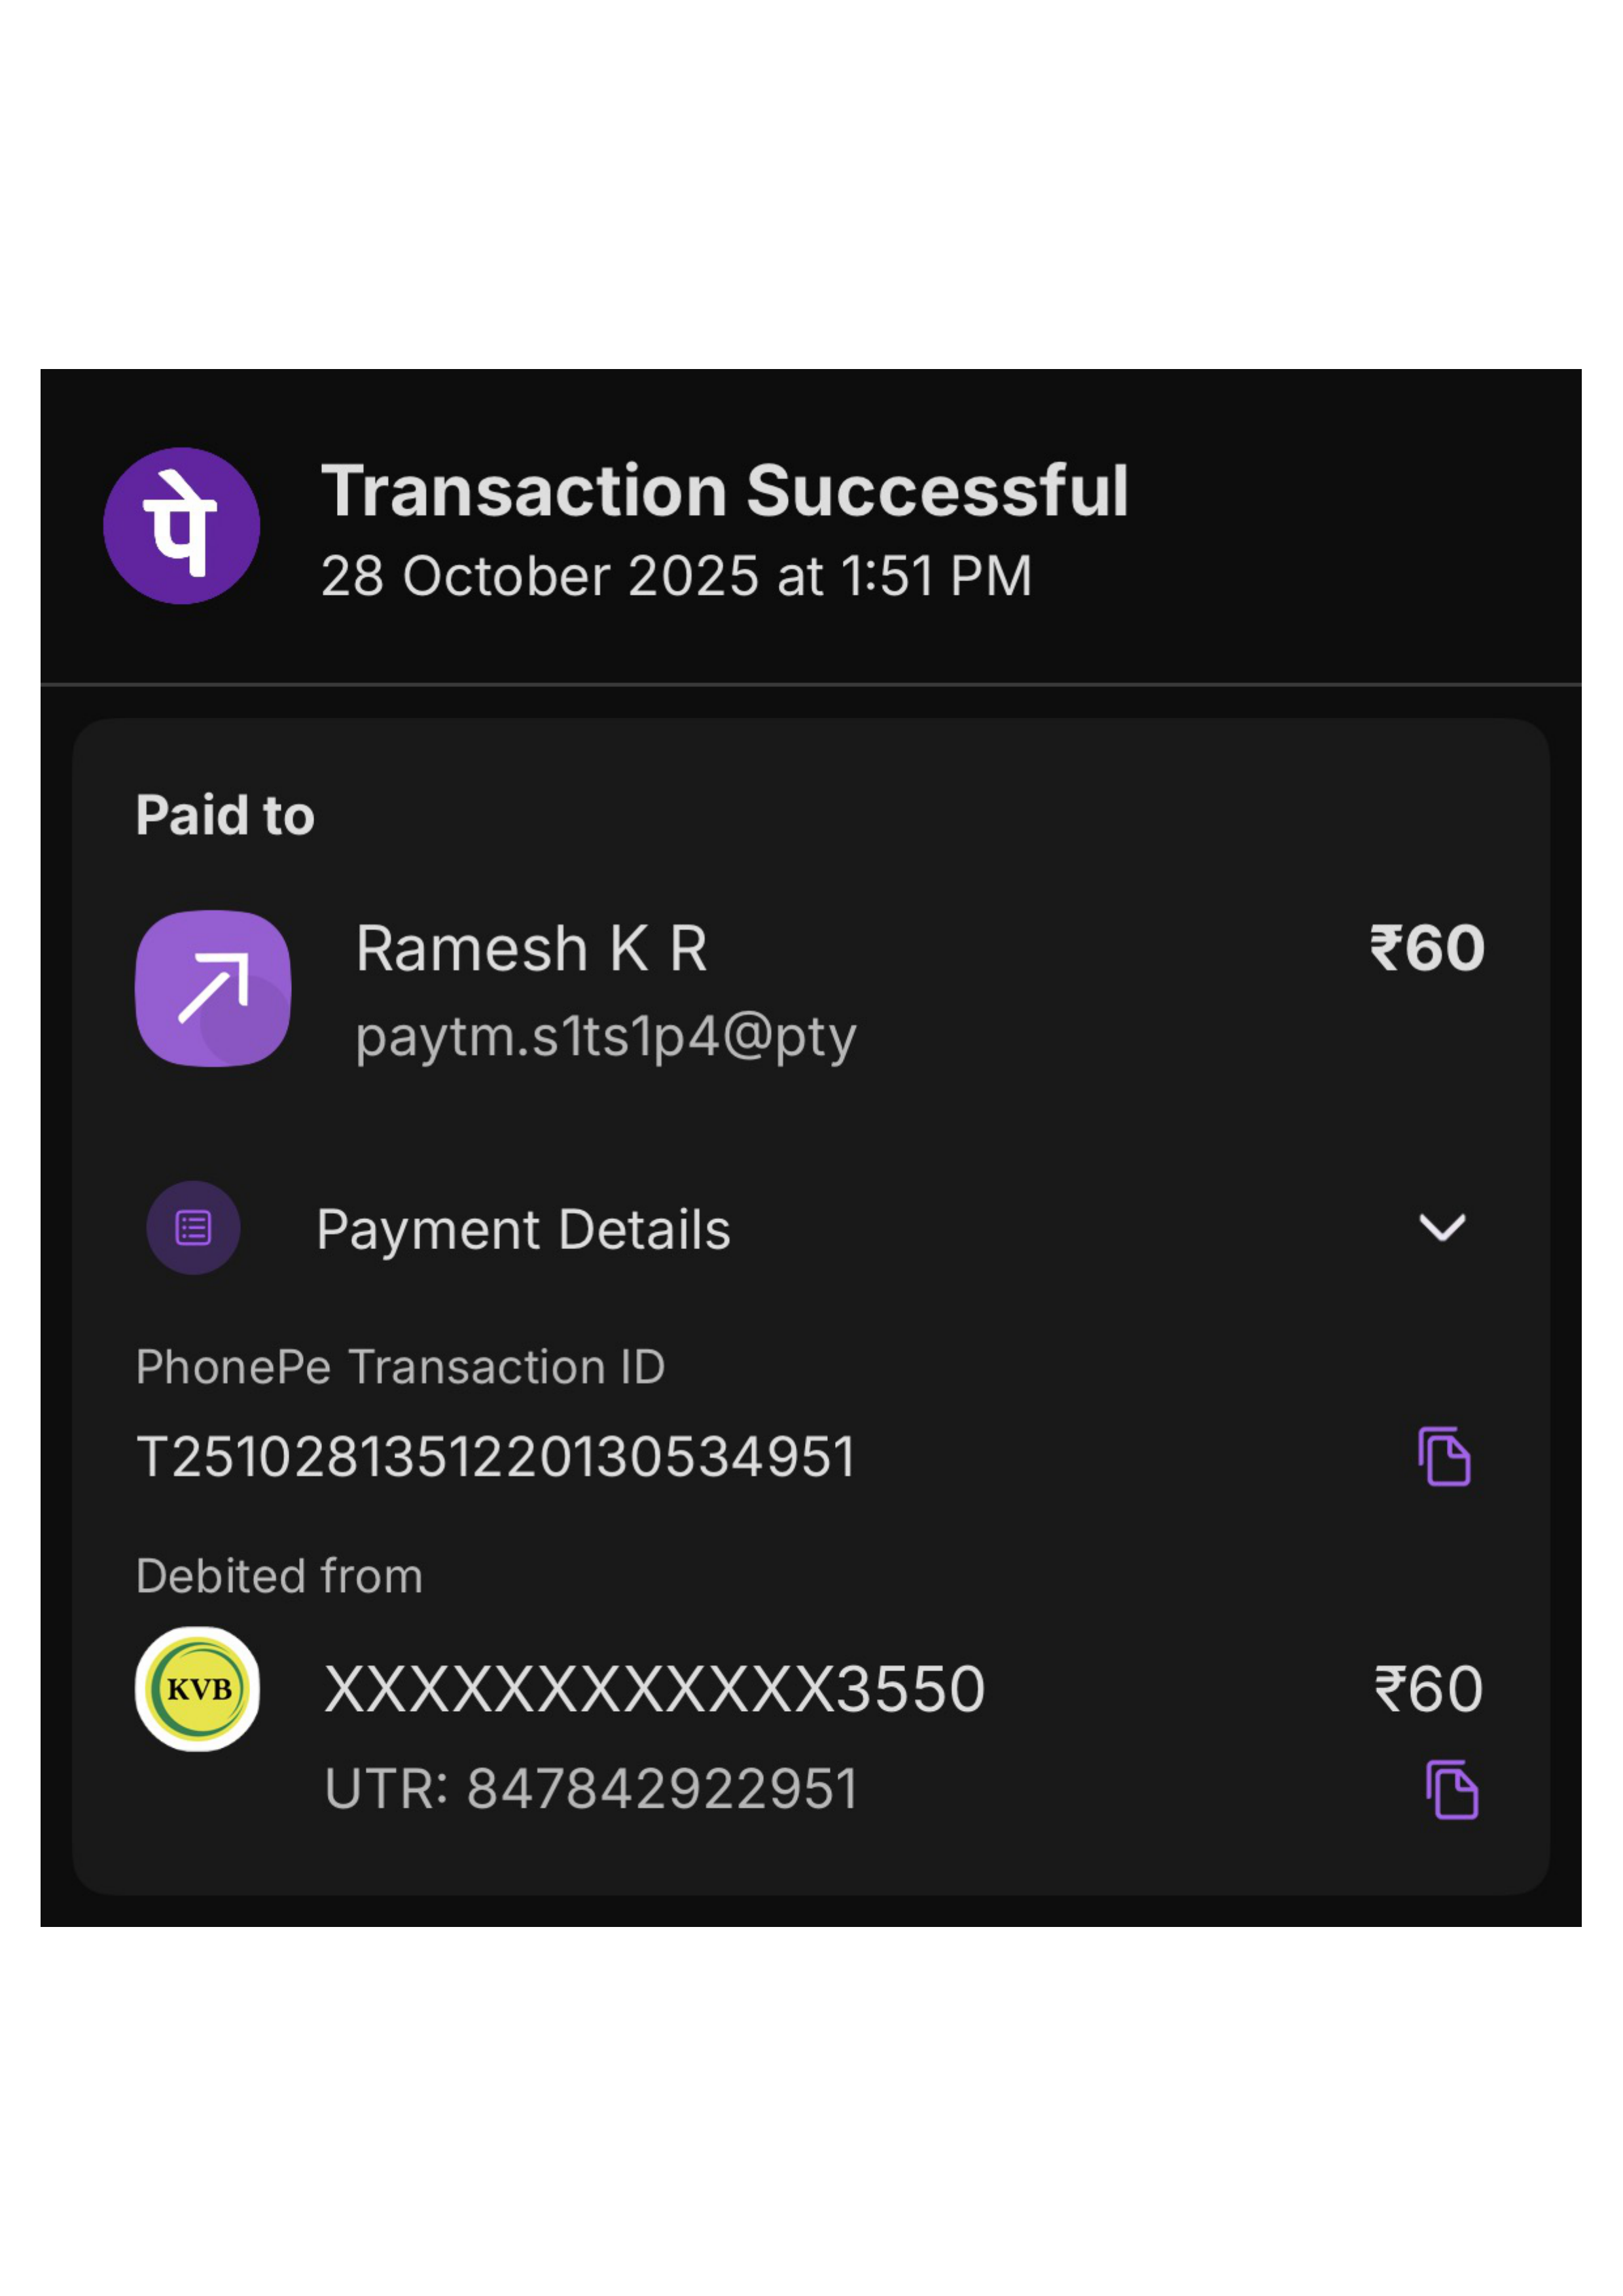 पे
Transaction Successful
28 October 2025 at 1:51 PM
Paid to
Ramesh K R
₹60
paytm.s1ts1p4@pty
Payment Details
PhonePe Transaction ID
T2510281351220130534951
Debited from
KVB
XXXXXXXXXXXX3550
₹60
UTR: 847842922951